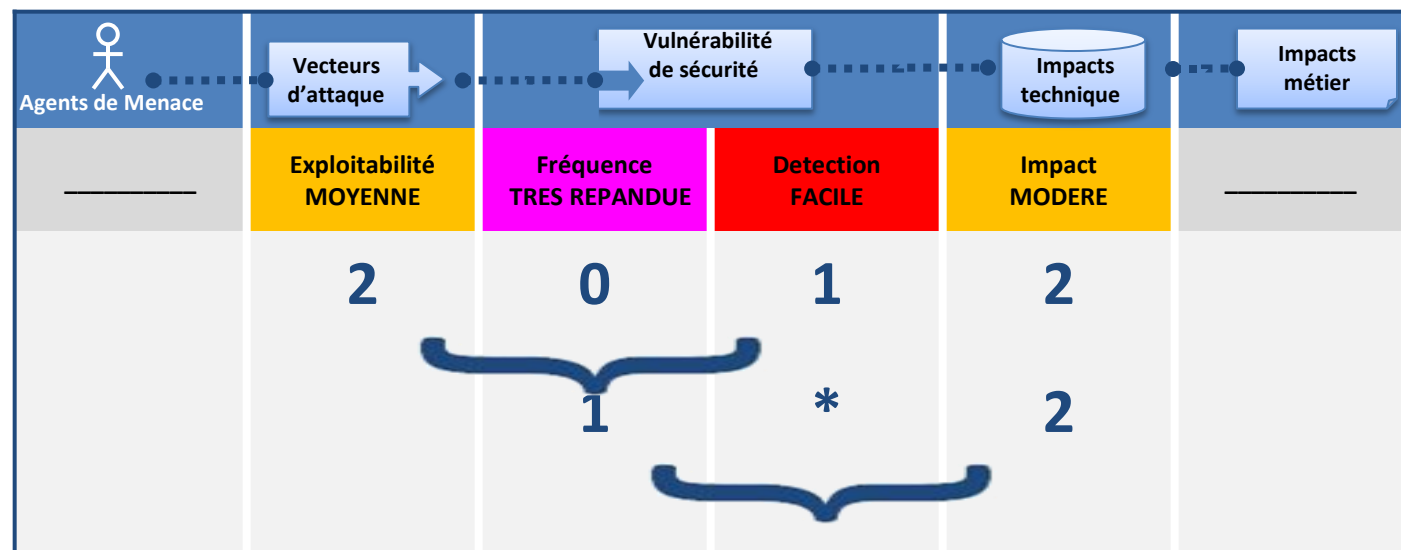 Agents de Menace
Vecteurs
d'attaque
Vulnérabilité
de sécurité
Impacts
technique
Impacts
métier
__________
Exploitabilité
MOYENNE
Fréquence
TRES REPANDUE
Detection
FACILE
Impact
MODERE
__________
2 0 1 2
1 * 2